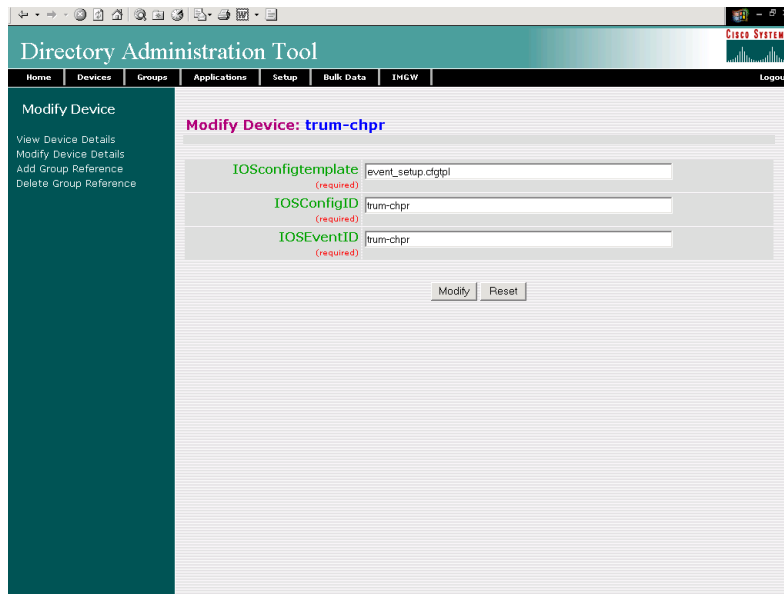 Cisco Systems
Directory Administration Tool
Home Devices Groups Applications Setup Bulk Data IMGW Logou
Modify Device
View Device Details
Modify Device Details
Add Group Reference
Delete Group Reference
Modify Device: trum-chpr
IOSconfigtemplate event_setup.cfgtpl
(required)
IOSConfigID trum-chpr
(required)
IOSEventID trum-chpr
(required)
Modify Reset